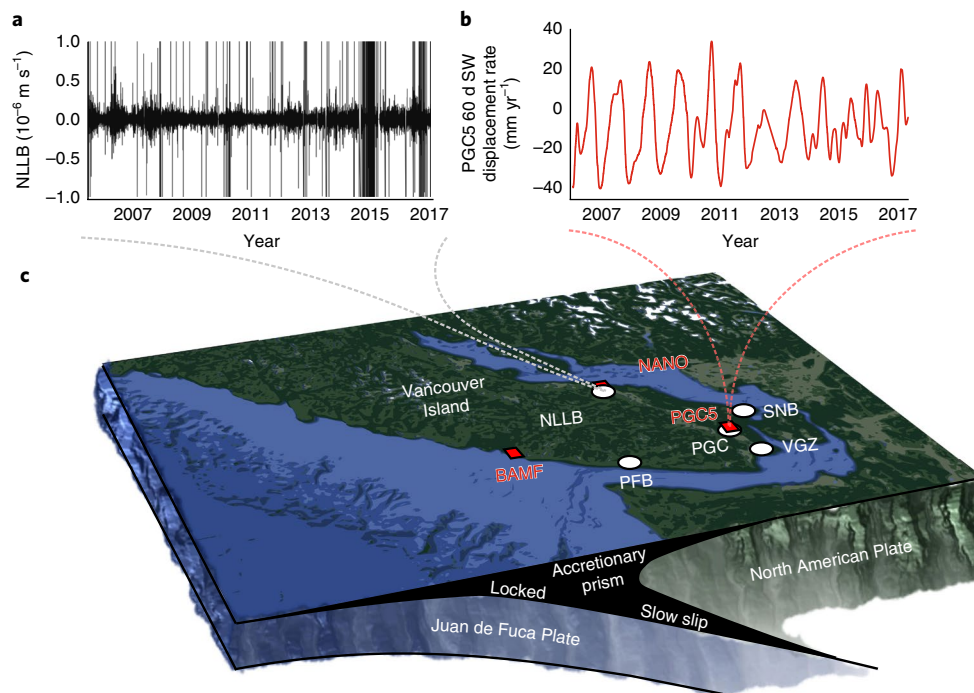 a
NLLB (10⁻⁶ m s⁻¹)
1.0
0.5
0.0
−0.5
−1.0
2007 2009 2011 2013 2015 2017
Year
b
PGC5 60 d SW
displacement rate
(mm yr⁻¹)
40
20
0
−20
−40
2007 2009 2011 2013 2015 2017
Year
c
NANO
Vancouver
Island
NLLB
PGC5
SNB
PGC
VGZ
BAMF
PFB
North American Plate
Accretionary
prism
Locked
Slow slip
Juan de Fuca Plate